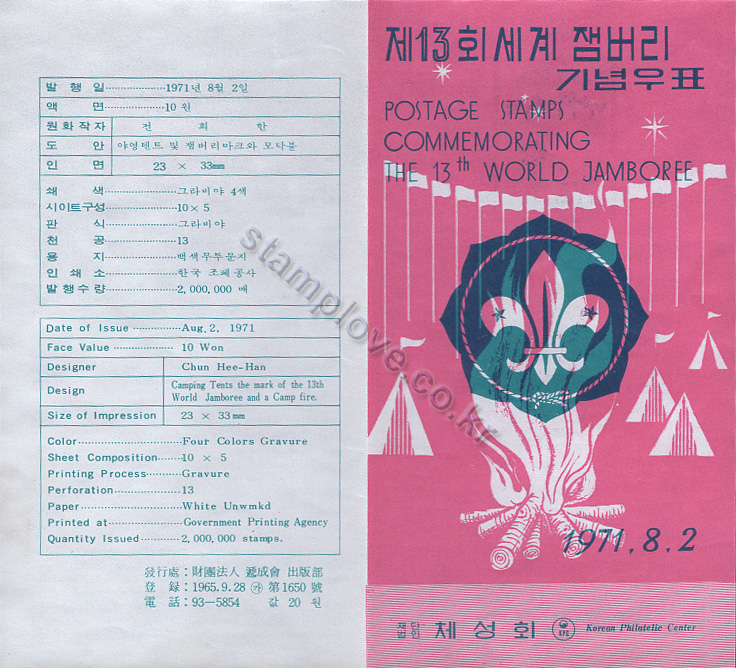 발 행 일 ·················· 1971년 8월 2일
액 면 ·················· 10 원
원화작자 전 희 한
도 안 야영텐트 및 잼버리마크와 모닥불
인 면 23 × 33mm
쇄 색 ·················· 그라비야 4색
시이트구성 ·················· 10×5
판 식 ·················· 그라비야
천 공 ·················· 13
용 지 ·················· 백색무투문지
인 쇄 소 ·················· 한국 조폐공사
발행수량 ·················· 2,000,000 매
Date of Issue ··············· Aug. 2, 1971
Face Value ·················· 10 Won
Designer Chun Hee-Han
Design Camping Tents the mark of the 13th
World Jamboree and a Camp fire.
Size of Impression 23 × 33mm
Color ·················· Four Colors Gravure
Sheet Composition ········ 10 × 5
Printing Process ·········· Gravure
Perforation ·················· 13
Paper ·················· White Unwmkd
Printed at ·················· Government Printing Agency
Quantity Issued ·········· 2,000,000 stamps.
發行處 : 財團法人 遞成會 出版部
登 錄 : 1965.9.28 ㉮ 第1650號
電 話 : 93-5854 값 20 원
제13회 세계 잼버리
기념우표
POSTAGE STAMPS
COMMEMORATING
THE 13th WORLD JAMBOREE
1971.8.2
재단법인 체성회 KPC Korean Philatelic Center
stamplove.co.kr